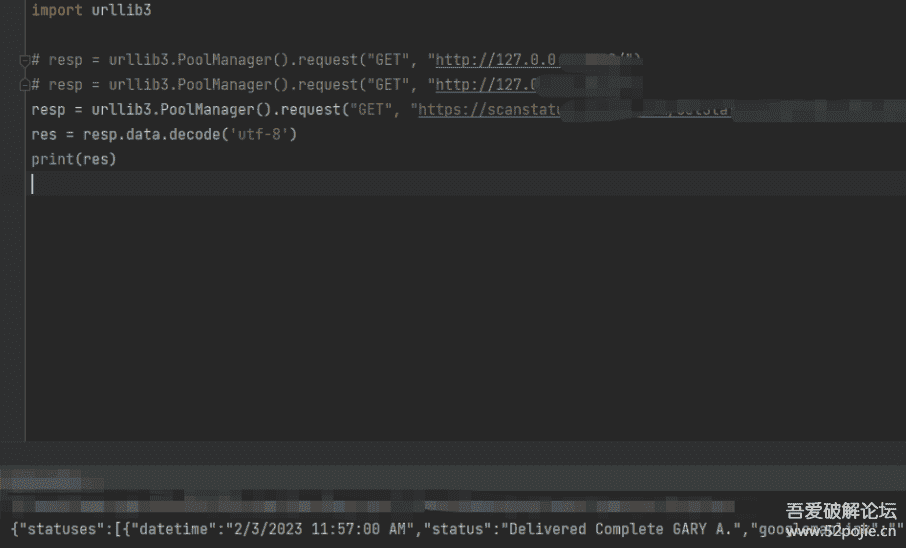 import urllib3
# resp = urllib3.PoolManager().request("GET", "http://127.0.0
# resp = urllib3.PoolManager().request("GET", "http://127.0
resp = urllib3.PoolManager().request("GET", "https://scanstatu
res = resp.data.decode('utf-8')
print(res)
{"statuses":[{"datetime":"2/3/2023 11:57:00 AM","status":"Delivered Complete GARY A.","
吾爱破解论坛
www.52pojie.cn